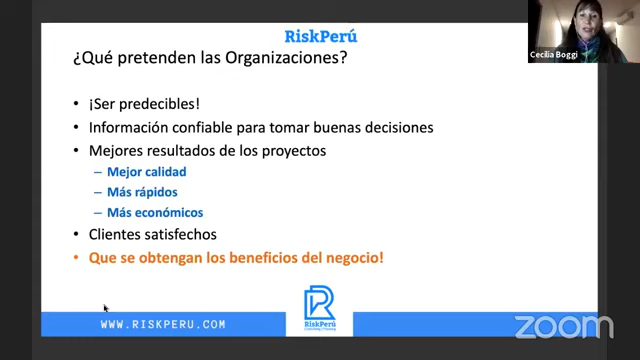 RiskPerú
¿Qué pretenden las Organizaciones?
Cecilia Boggi
• ¡Ser predecibles!
• Información confiable para tomar buenas decisiones
• Mejores resultados de los proyectos
– Mejor calidad
– Más rápidos
– Más económicos
• Clientes satisfechos
• Que se obtengan los beneficios del negocio!
WWW.RISKPERU.COM
RiskPerú
zoom